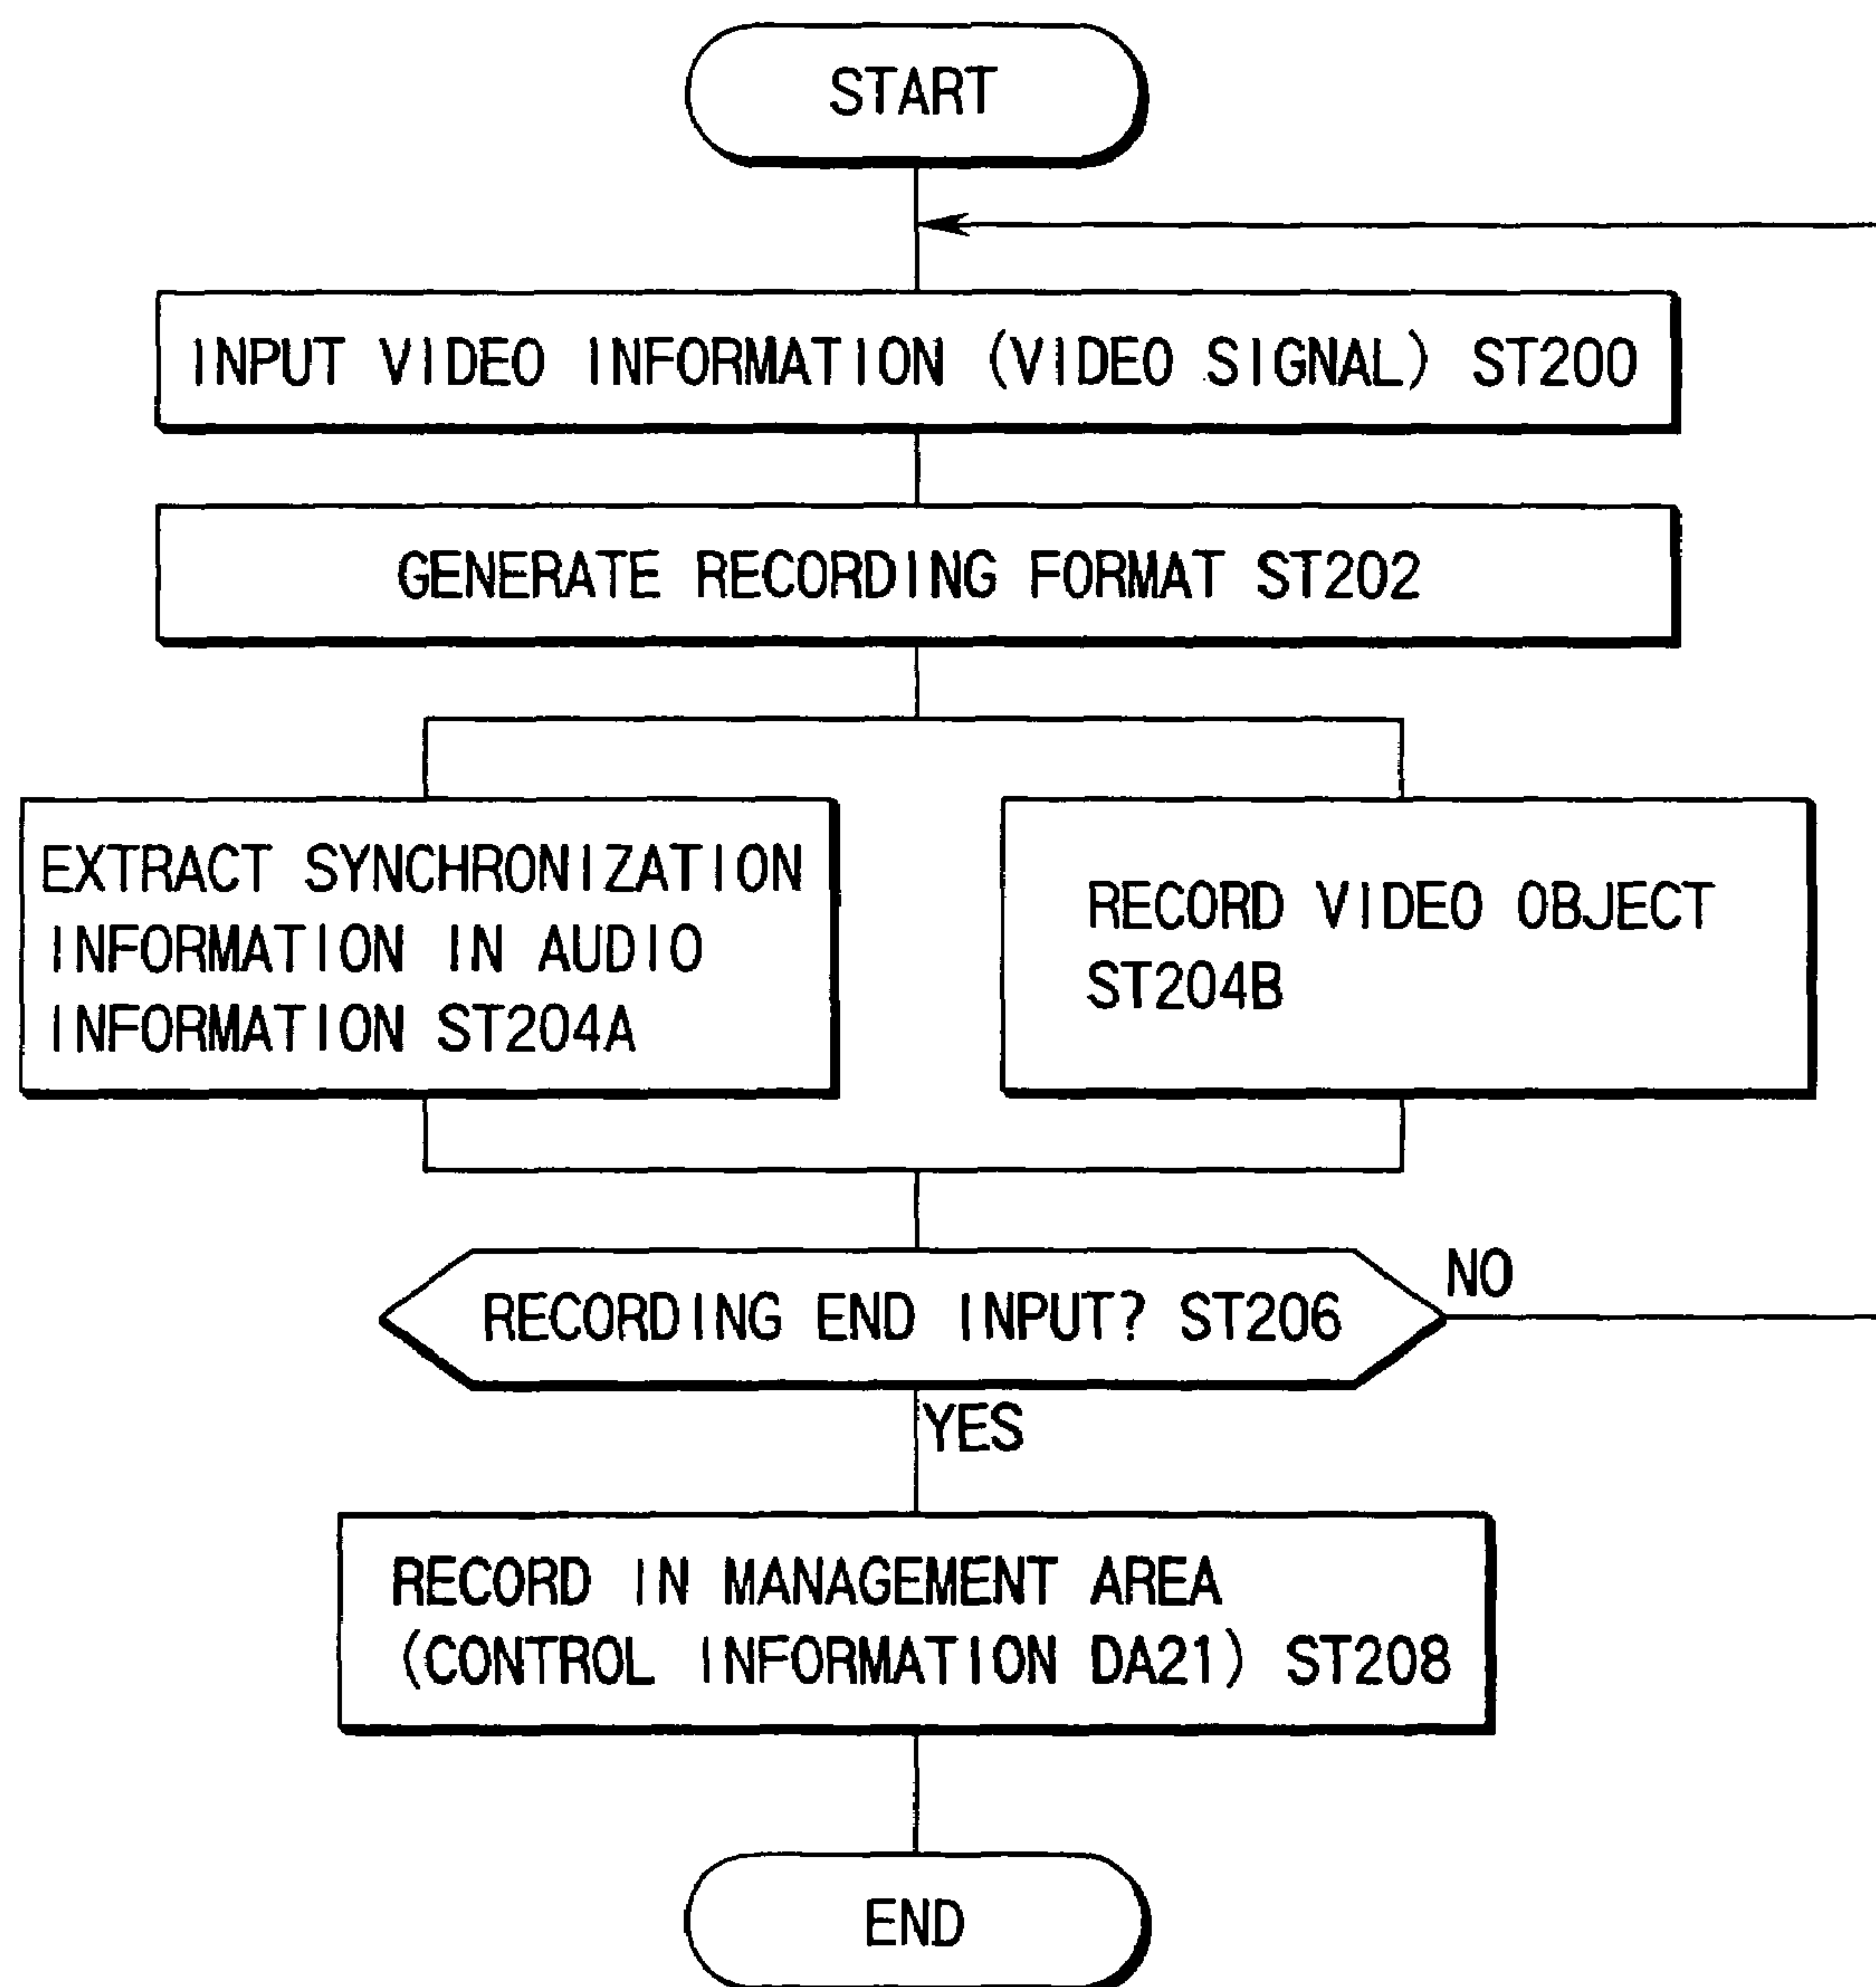 START
INPUT VIDEO INFORMATION (VIDEO SIGNAL) ST200
GENERATE RECORDING FORMAT ST202
EXTRACT SYNCHRONIZATION
INFORMATION IN AUDIO
INFORMATION ST204A
RECORD VIDEO OBJECT
ST204B
RECORDING END INPUT? ST206
NO
YES
RECORD IN MANAGEMENT AREA
(CONTROL INFORMATION DA21) ST208
END